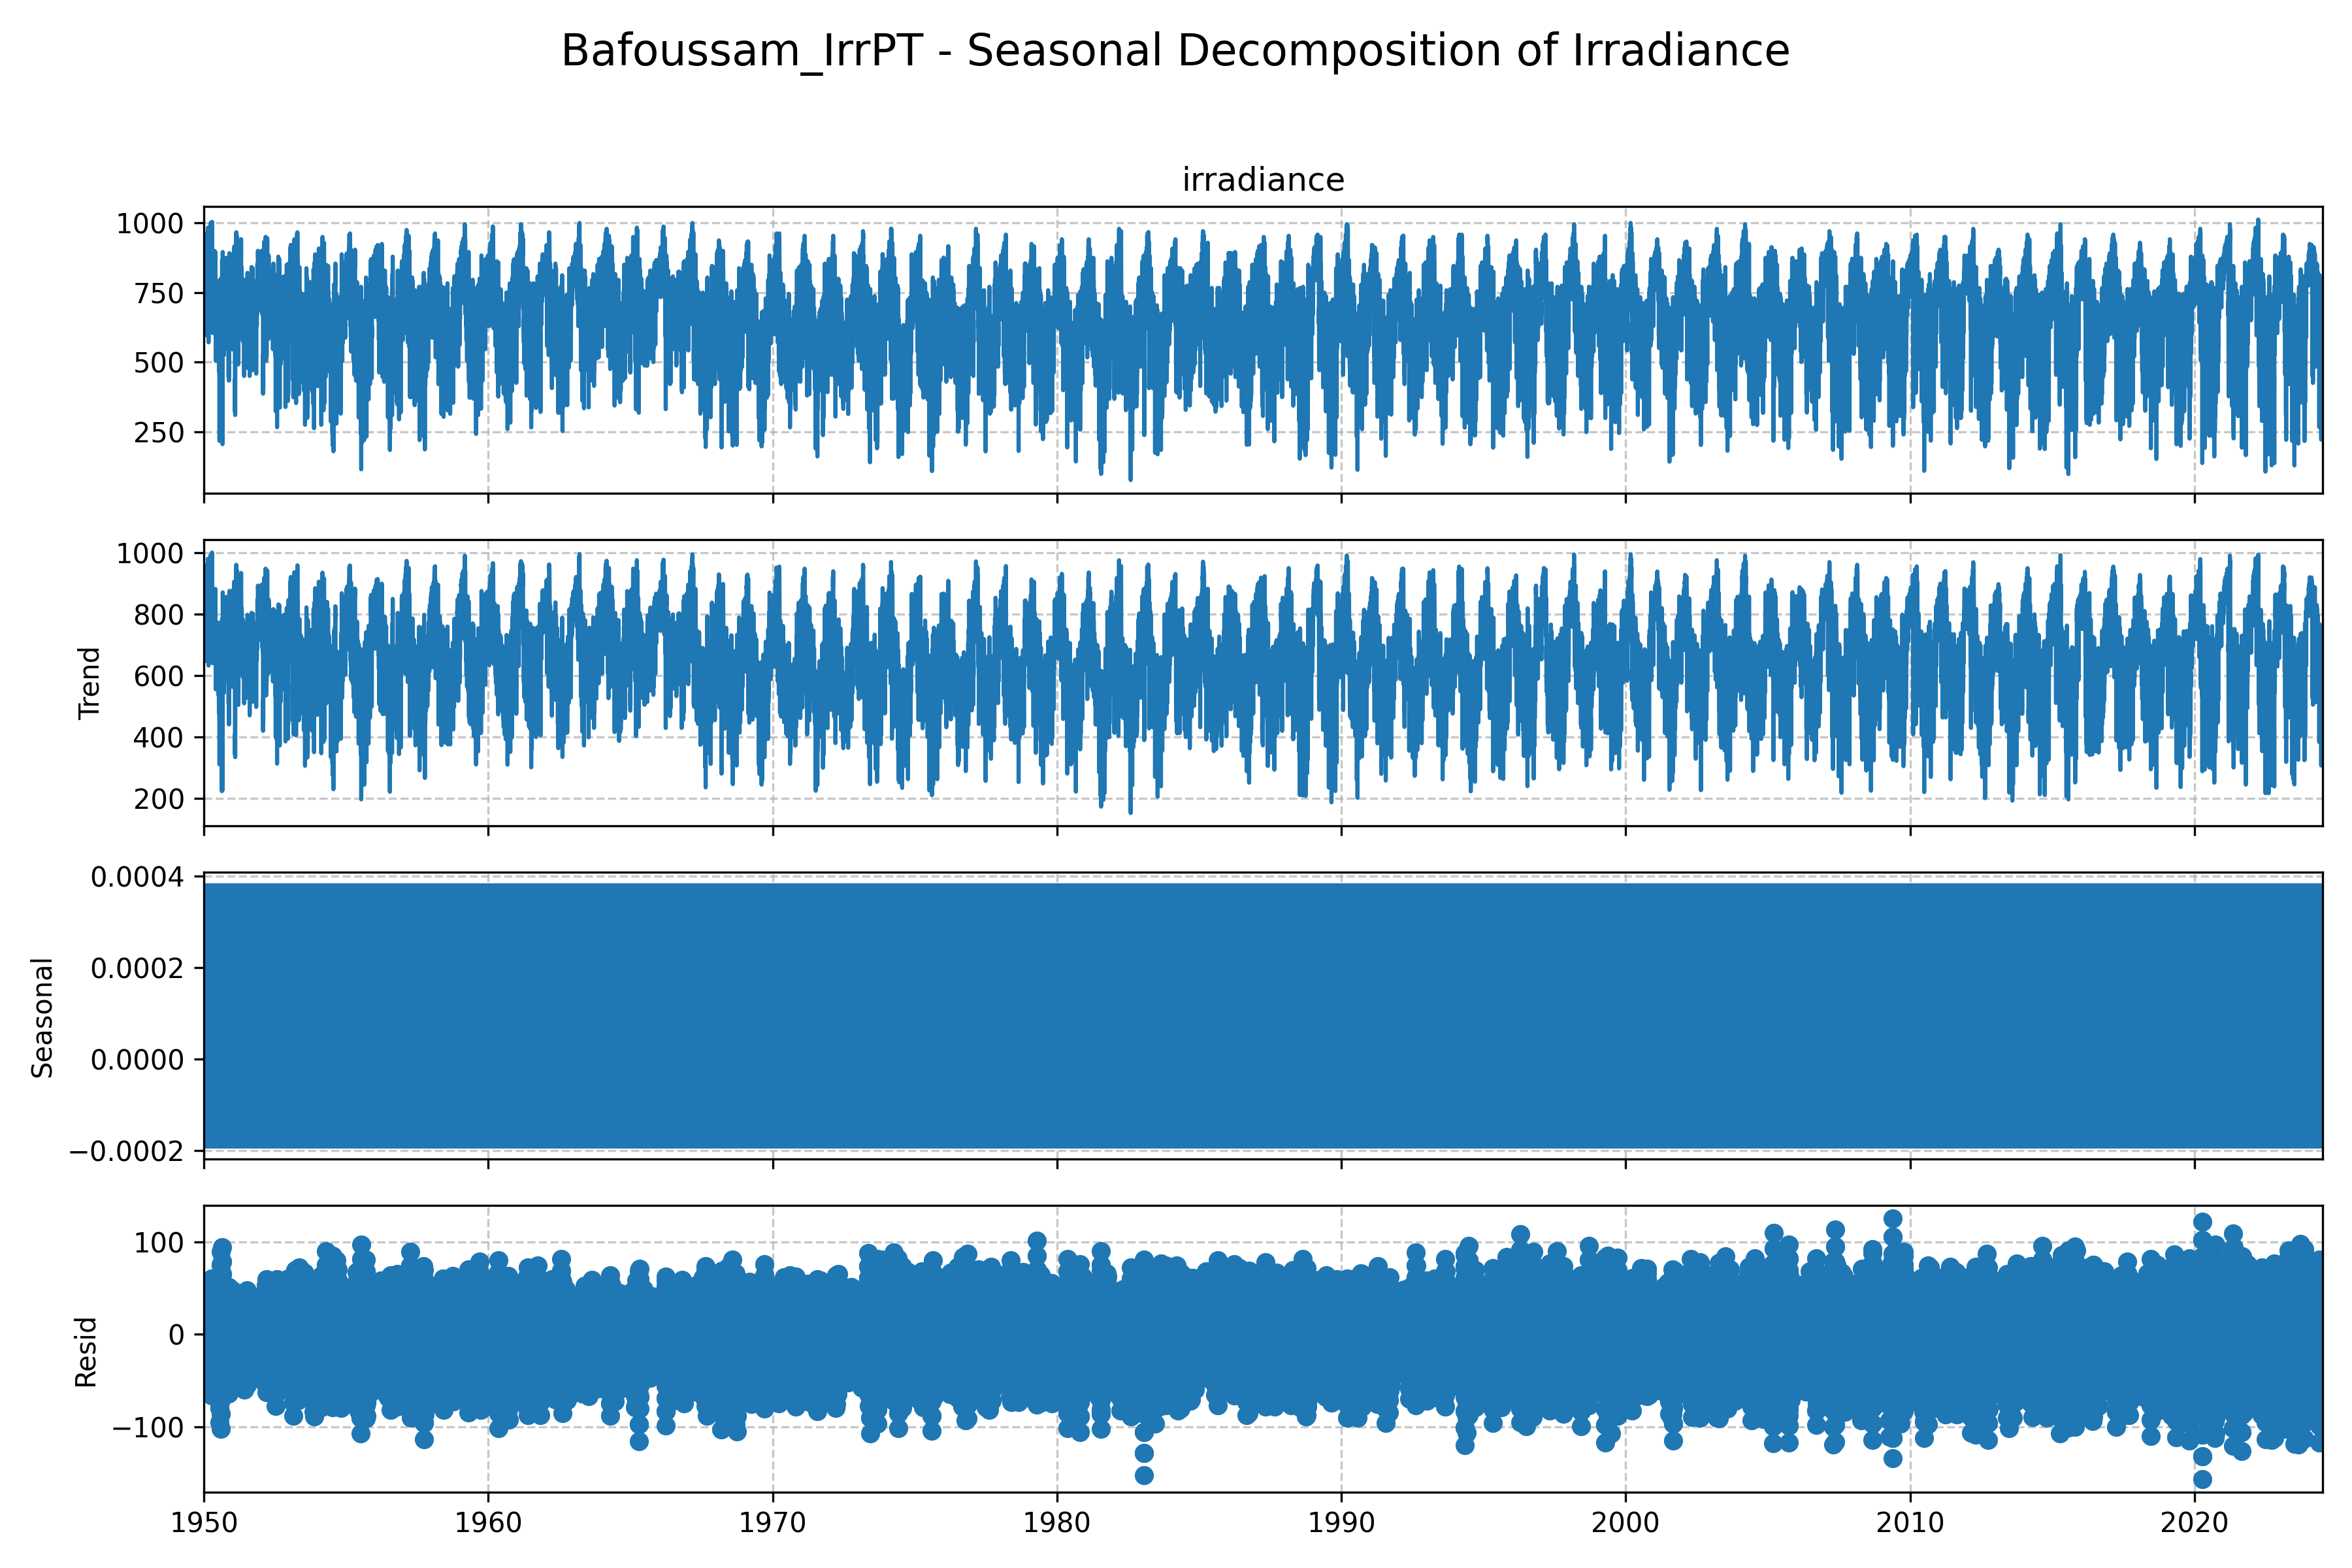 Bafoussam_IrrPT - Seasonal Decomposition of Irradiance
irradiance
1000
750
500
250
Trend
1000
800
600
400
200
Seasonal
0.0004
0.0002
0.0000
−0.0002
Resid
100
0
−100
1950 1960 1970 1980 1990 2000 2010 2020